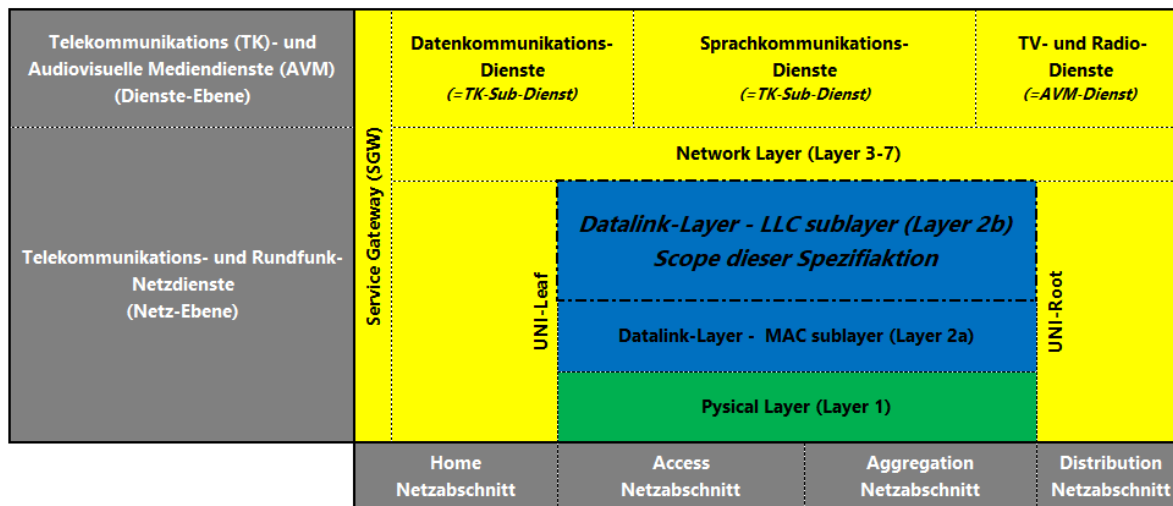 Telekommunikations (TK)- und
Audiovisuelle Mediendienste (AVM)
(Dienste-Ebene)
Datenkommunikations-
Dienste
(=TK-Sub-Dienst)
Sprachkommunikations-
Dienste
(=TK-Sub-Dienst)
TV- und Radio-
Dienste
(=AVM-Dienst)
Service Gateway (SGW)
Network Layer (Layer 3-7)
Telekommunikations- und Rundfunk-
Netzdienste
(Netz-Ebene)
UNI-Leaf
Datalink-Layer - LLC sublayer (Layer 2b)
Scope dieser Spezifiaktion
Datalink-Layer - MAC sublayer (Layer 2a)
Pysical Layer (Layer 1)
UNI-Root
Home
Netzabschnitt
Access
Netzabschnitt
Aggregation
Netzabschnitt
Distribution
Netzabschnitt